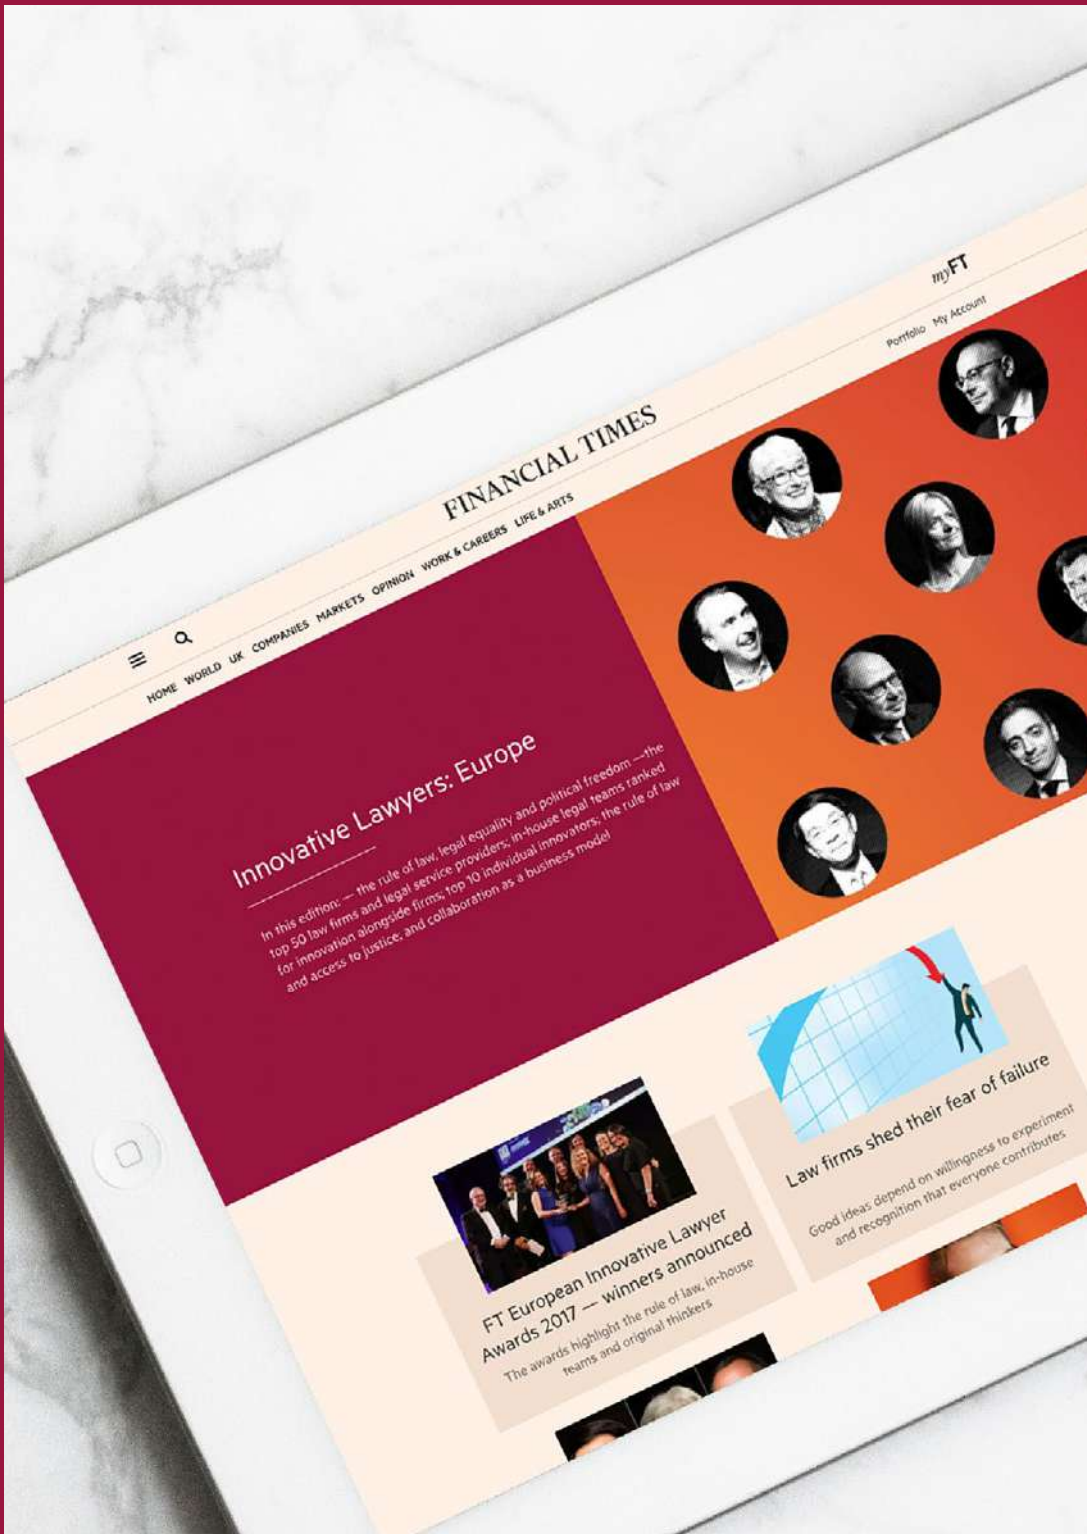 myFT
Portfolio My Account
FINANCIAL TIMES
HOME WORLD UK COMPANIES MARKETS OPINION WORK & CAREERS LIFE & ARTS
Innovative Lawyers: Europe
In this edition: — the rule of law, legal equality and political freedom —the
top 50 law firms and legal service providers; in-house legal teams ranked
for innovation alongside firms; top 10 individual innovators; the rule of law
and access to justice; and collaboration as a business model
FT European Innovative Lawyer
Awards 2017 — winners announced
The awards highlight the rule of law, in-house
teams and original thinkers
Law firms shed their fear of failure
Good ideas depend on willingness to experiment
and recognition that everyone contributes